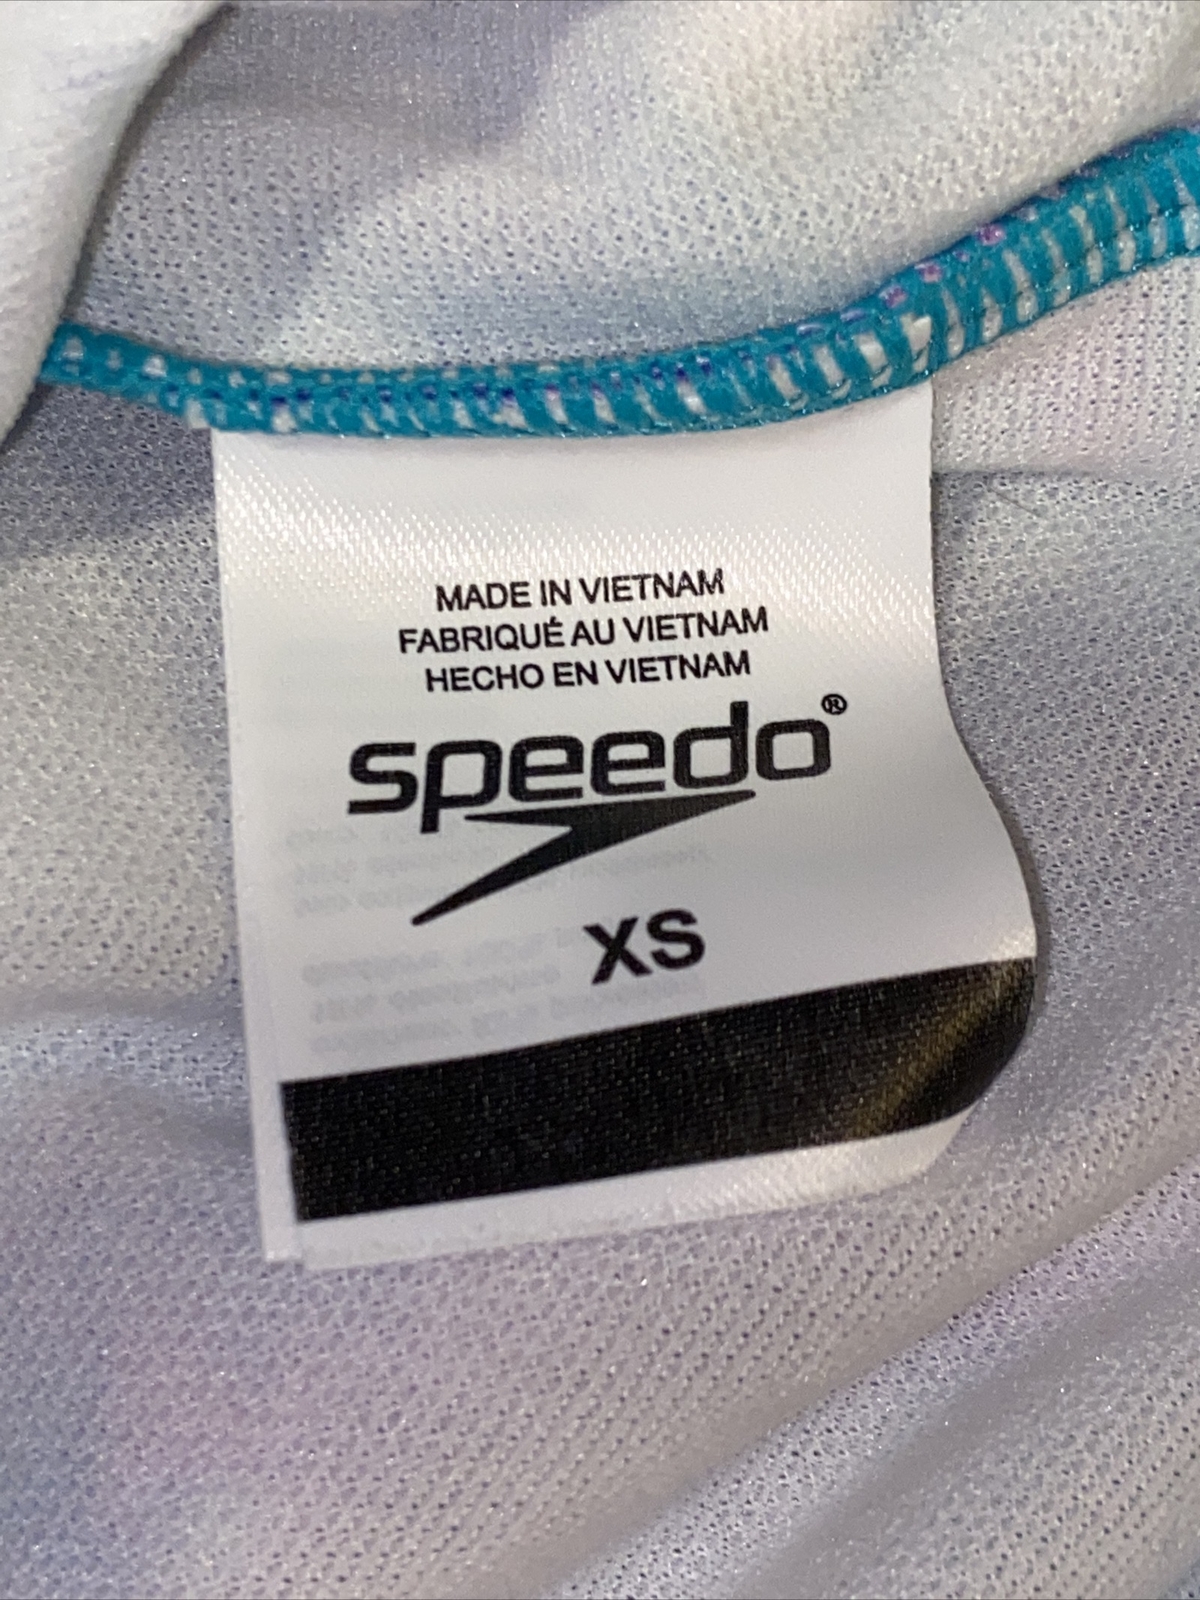 MADE IN VIETNAM
FABRIQUÉ AU VIETNAM
HECHO EN VIETNAM
speedo®
XS